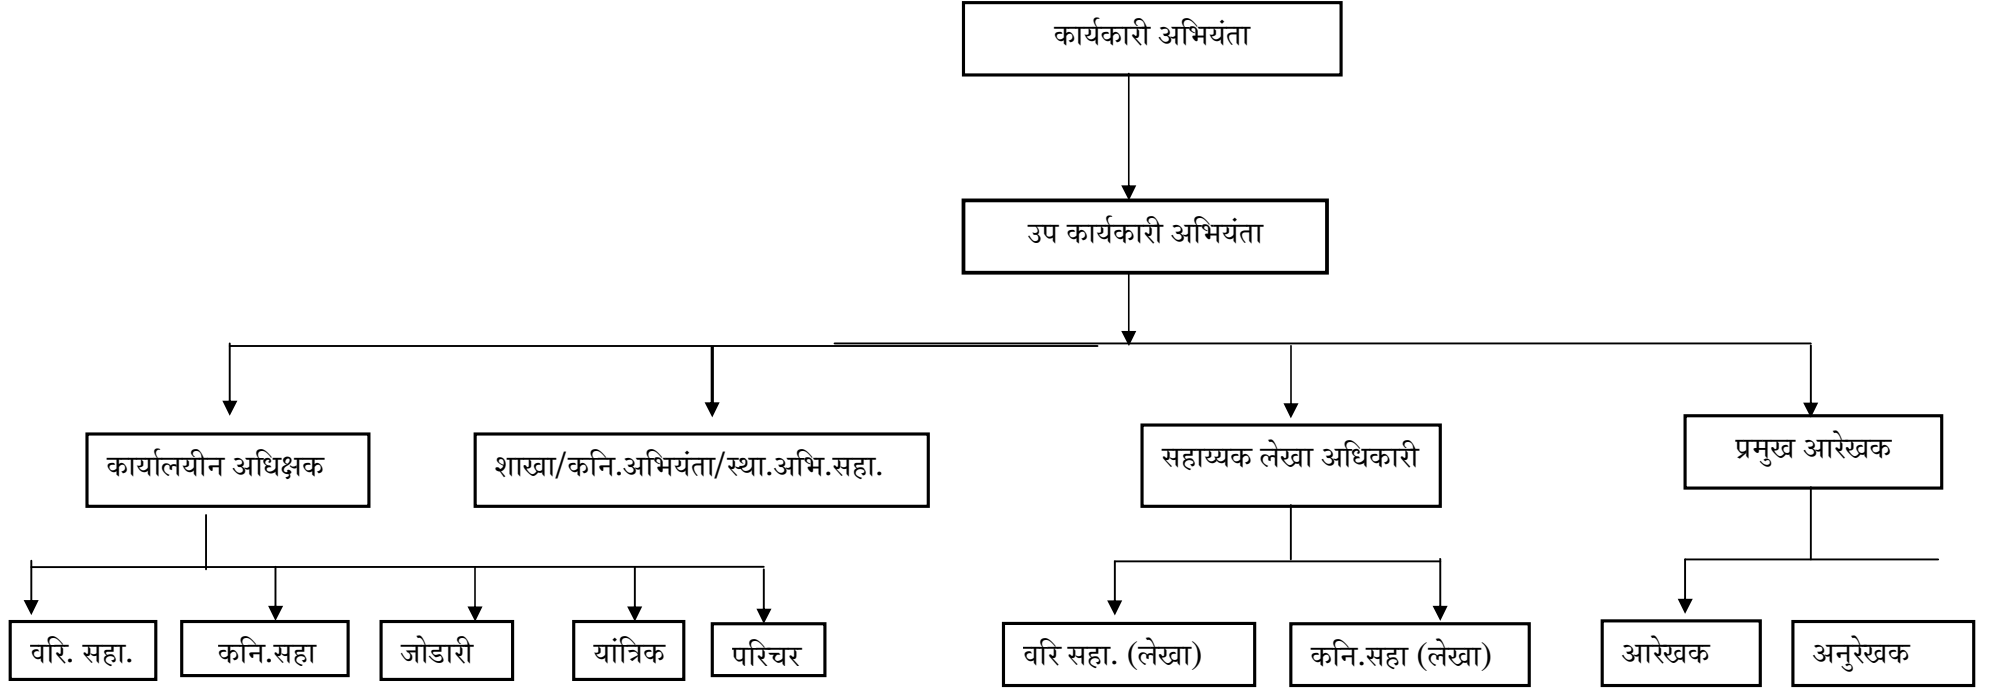 कार्यकारी अभियंता
उप कार्यकारी अभियंता
कार्यालयीन अधिक्षक
शाखा/कनि.अभियंता/स्था.अभि.सहा.
सहाय्यक लेखा अधिकारी
प्रमुख आरेखक
वरि. सहा.
कनि.सहा
जोडारी
यांत्रिक
परिचर
वरि सहा. (लेखा)
कनि.सहा (लेखा)
आरेखक
अनुरेखक